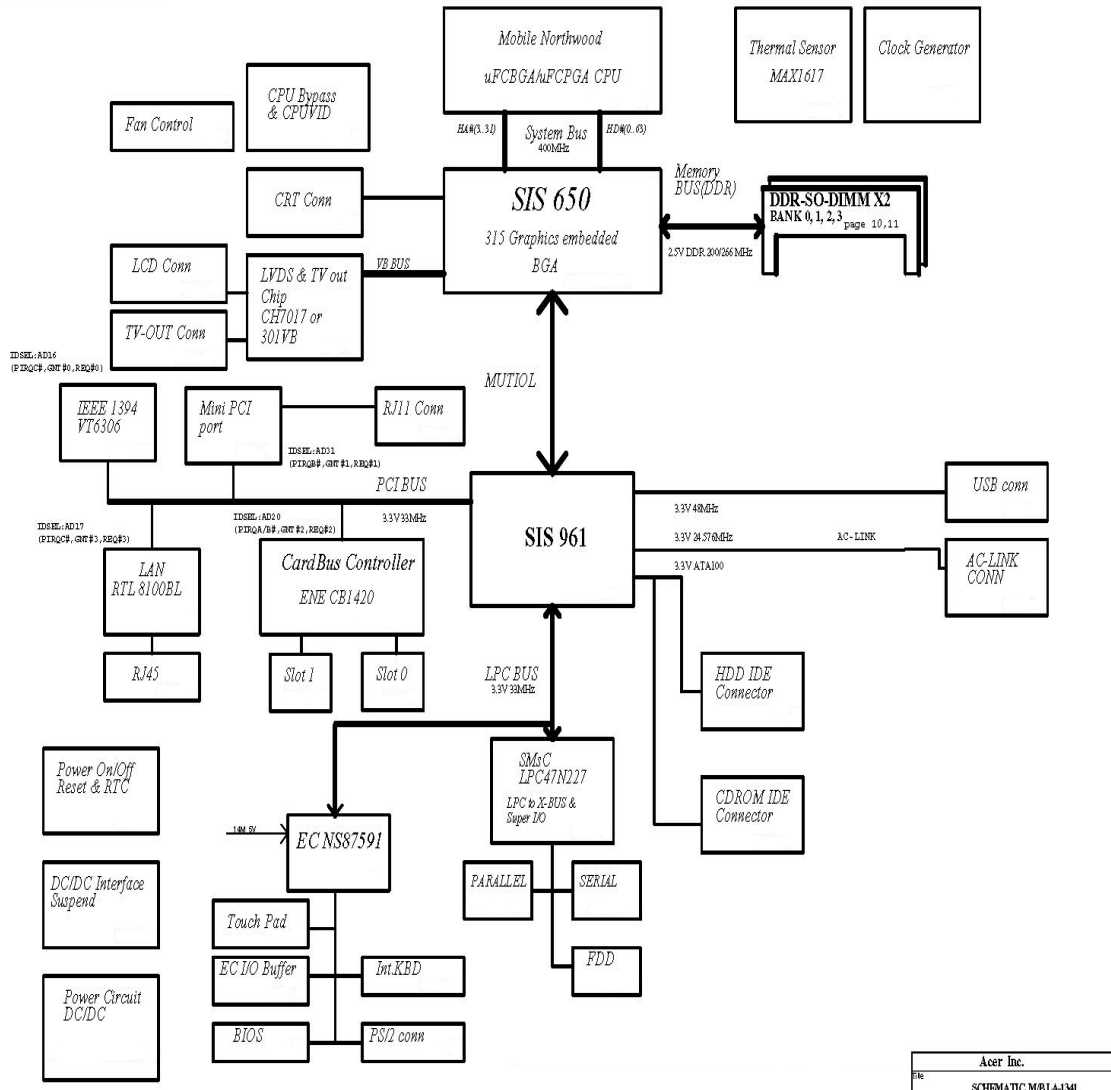 Mobile Northwood
uFCBGA/uFCPGA CPU
Thermal Sensor
MAX1617
Clock Generator
CPU Bypass
& CPUVID
Fan Control
HA#(3..31)
System Bus
400MHz
HD#(0..63)
CRT Conn
SIS 650
315 Graphics embedded
BGA
Memory
BUS(DDR)
2.5V DDR 200/266 MHz
DDR-SO-DIMM X2
BANK 0, 1, 2, 3
page 10,11
LCD Conn
LVDS & TV out
Chip
CH7017 or
301VB
VB BUS
TV-OUT Conn
IDSEL:AD16
(PIRQC#,GNT#0,REQ#0)
MUTIOL
IEEE 1394
VT6306
Mini PCI
port
RJ11 Conn
IDSEL:AD31
(PIRQB#,GNT#1,REQ#1)
PCI BUS
3.3V 33MHz
SIS 961
USB conn
3.3V 48MHz
IDSEL:AD17
(PIRQC#,GNT#3,REQ#3)
IDSEL:AD20
(PIRQA/B#,GNT#2,REQ#2)
3.3V 24.576MHz
AC-LINK
AC-LINK
CONN
3.3V ATA100
LAN
RTL 8100BL
CardBus Controller
ENE CB1420
RJ45
Slot 1
Slot 0
LPC BUS
3.3V 33MHz
HDD IDE
Connector
Power On/Off
Reset & RTC
SMsC
LPC47N227
LPC to X-BUS &
Super I/O
CDROM IDE
Connector
14M 5V
EC NS87591
DC/DC Interface
Suspend
PARALLEL
SERIAL
Touch Pad
FDD
EC I/O Buffer
Int.KBD
Power Circuit
DC/DC
BIOS
PS/2 conn
Acer Inc.
Title
SCHEMATIC M/B LA-1341